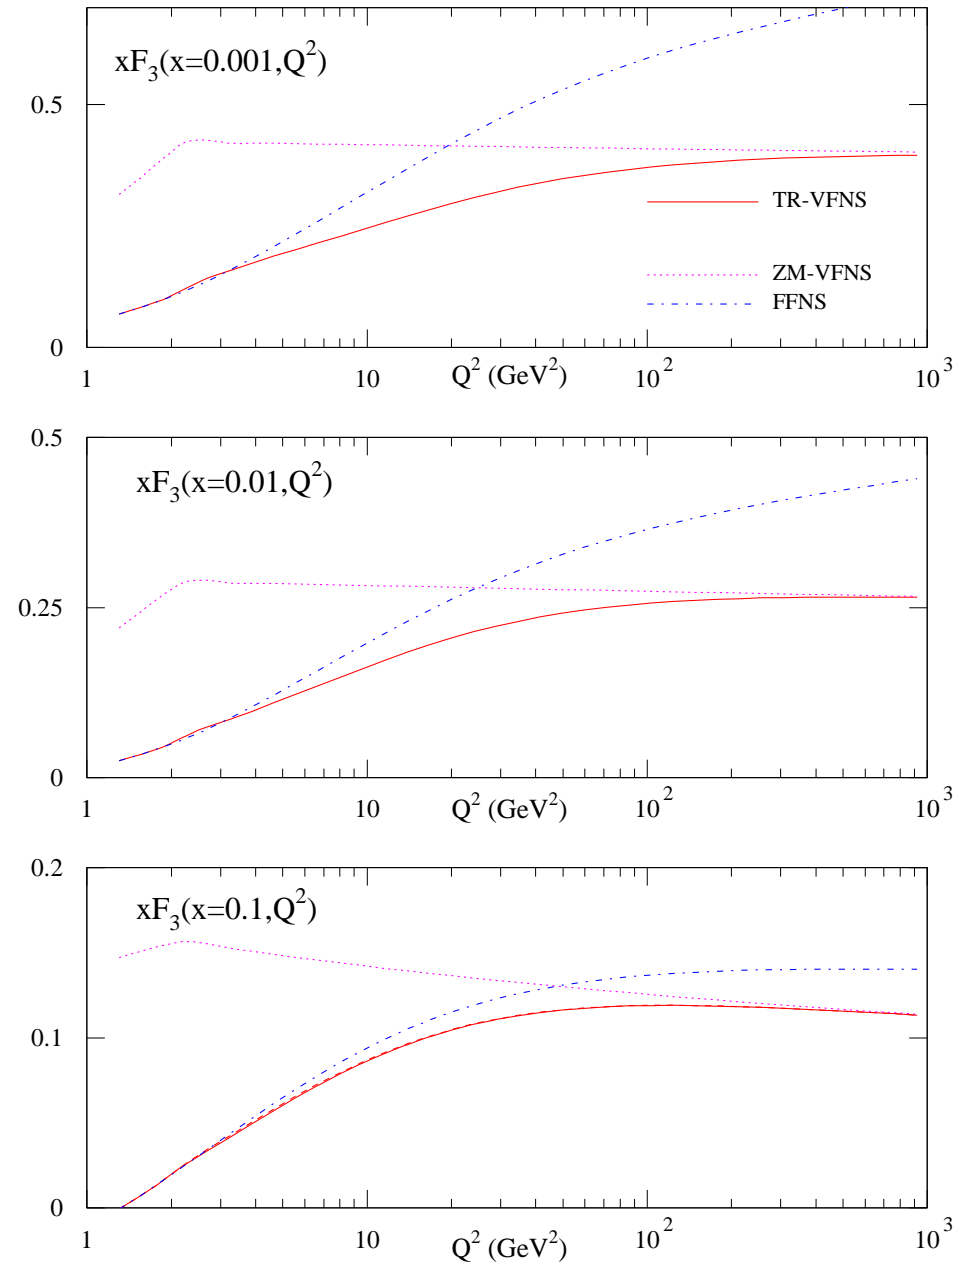 xF₃(x=0.001,Q²)
0.5
TR-VFNS
ZM-VFNS
FFNS
0
1 10 Q² (GeV²) 10² 10³
0.5
xF₃(x=0.01,Q²)
0.25
0
1 10 Q² (GeV²) 10² 10³
0.2
xF₃(x=0.1,Q²)
0.1
0
1 10 Q² (GeV²) 10² 10³